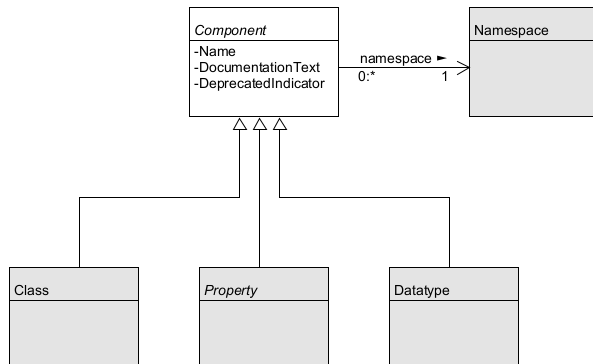 Component
-Name
-DocumentationText
-DeprecatedIndicator
namespace ►
0:*
1
Namespace
Class
Property
Datatype